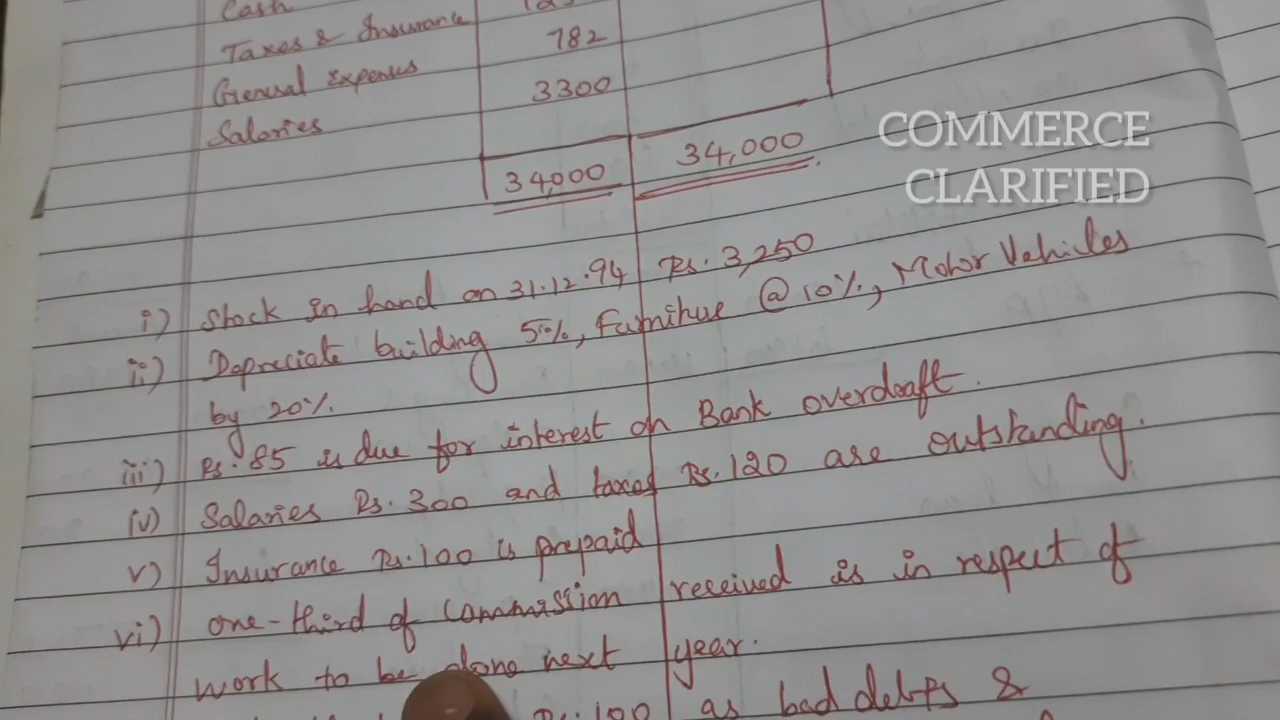 Cash
Taxes & Insurance
General Expenses 782
Salaries 3300
34,000 34,000
COMMERCE
CLARIFIED
i) Stock in hand on 31.12.94 Rs. 3,250
ii) Depreciate building 5%, Furniture @ 10%, Motor Vehicles
by 20%.
iii) Rs. 85 is due for interest on Bank overdraft.
iv) Salaries Rs. 300 and taxes Rs. 120 are outstanding.
v) Insurance Rs. 100 is prepaid
vi) one-third of commission received is in respect of
work to be done next year.
Rs. 100 as bad debts &